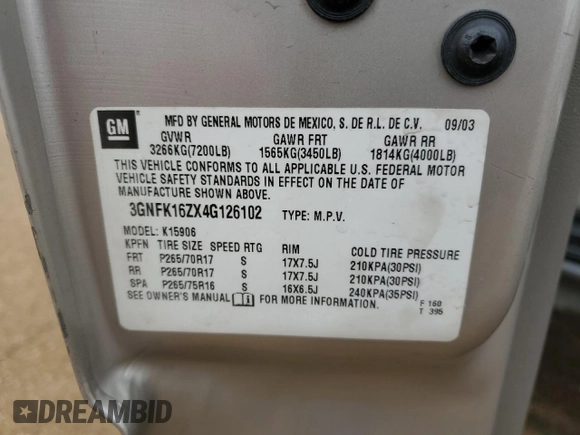 GM
MFD BY GENERAL MOTORS DE MEXICO, S. DE R.L. DE C.V. 09/03
GVWR GAWR FRT GAWR RR
3266KG(7200LB) 1565KG(3450LB) 1814KG(4000LB)
THIS VEHICLE CONFORMS TO ALL APPLICABLE U.S. FEDERAL MOTOR
VEHICLE SAFETY STANDARDS IN EFFECT ON THE DATE OF
MANUFACTURE SHOWN ABOVE.
3GNFK16ZX4G126102 TYPE: M.P.V.
MODEL: K15906
KPFN TIRE SIZE SPEED RTG RIM COLD TIRE PRESSURE
FRT P265/70R17 S 17X7.5J 210KPA(30PSI)
RR P265/70R17 S 17X7.5J 210KPA(30PSI)
SPA P265/75R16 S 16X6.5J 240KPA(35PSI)
SEE OWNER'S MANUAL i FOR MORE INFORMATION. F 160
T 395
DREAMBID